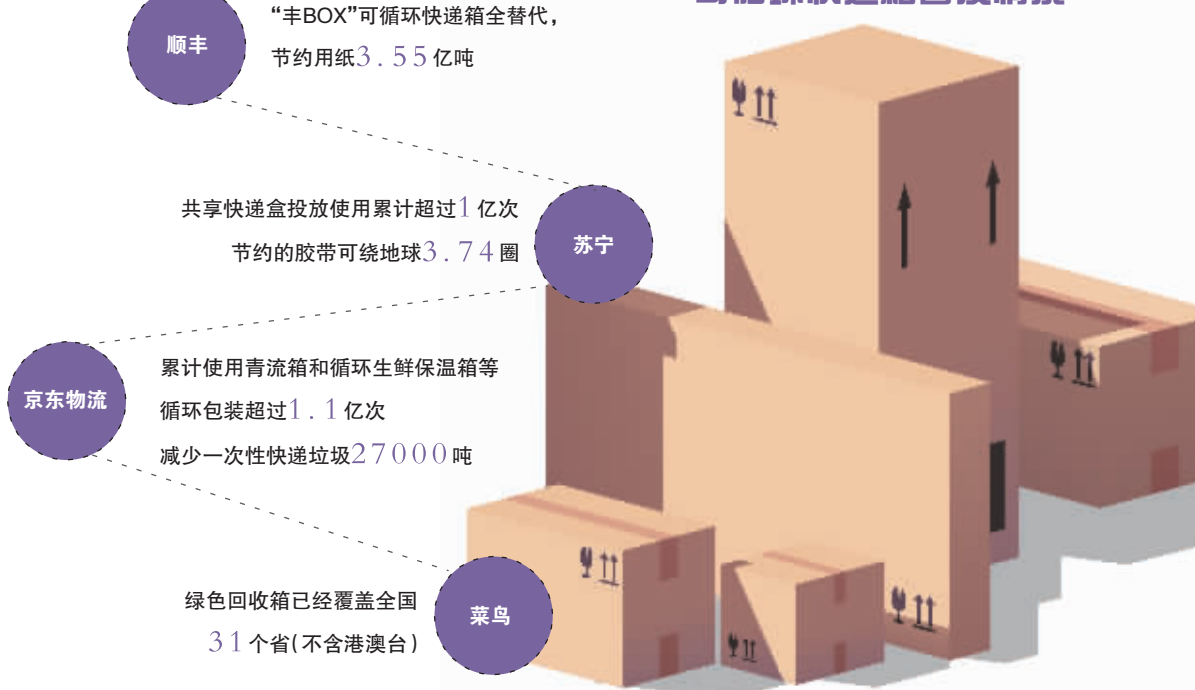 顺丰
“丰BOX”可循环快递箱全替代，
节约用纸3.55亿吨
共享快递盒投放使用累计超过1亿次
节约的胶带可绕地球3.74圈
苏宁
京东物流
累计使用青流箱和循环生鲜保温箱等
循环包装超过1.1亿次
减少一次性快递垃圾27000吨
绿色回收箱已经覆盖全国
31个省(不含港澳台)
菜鸟